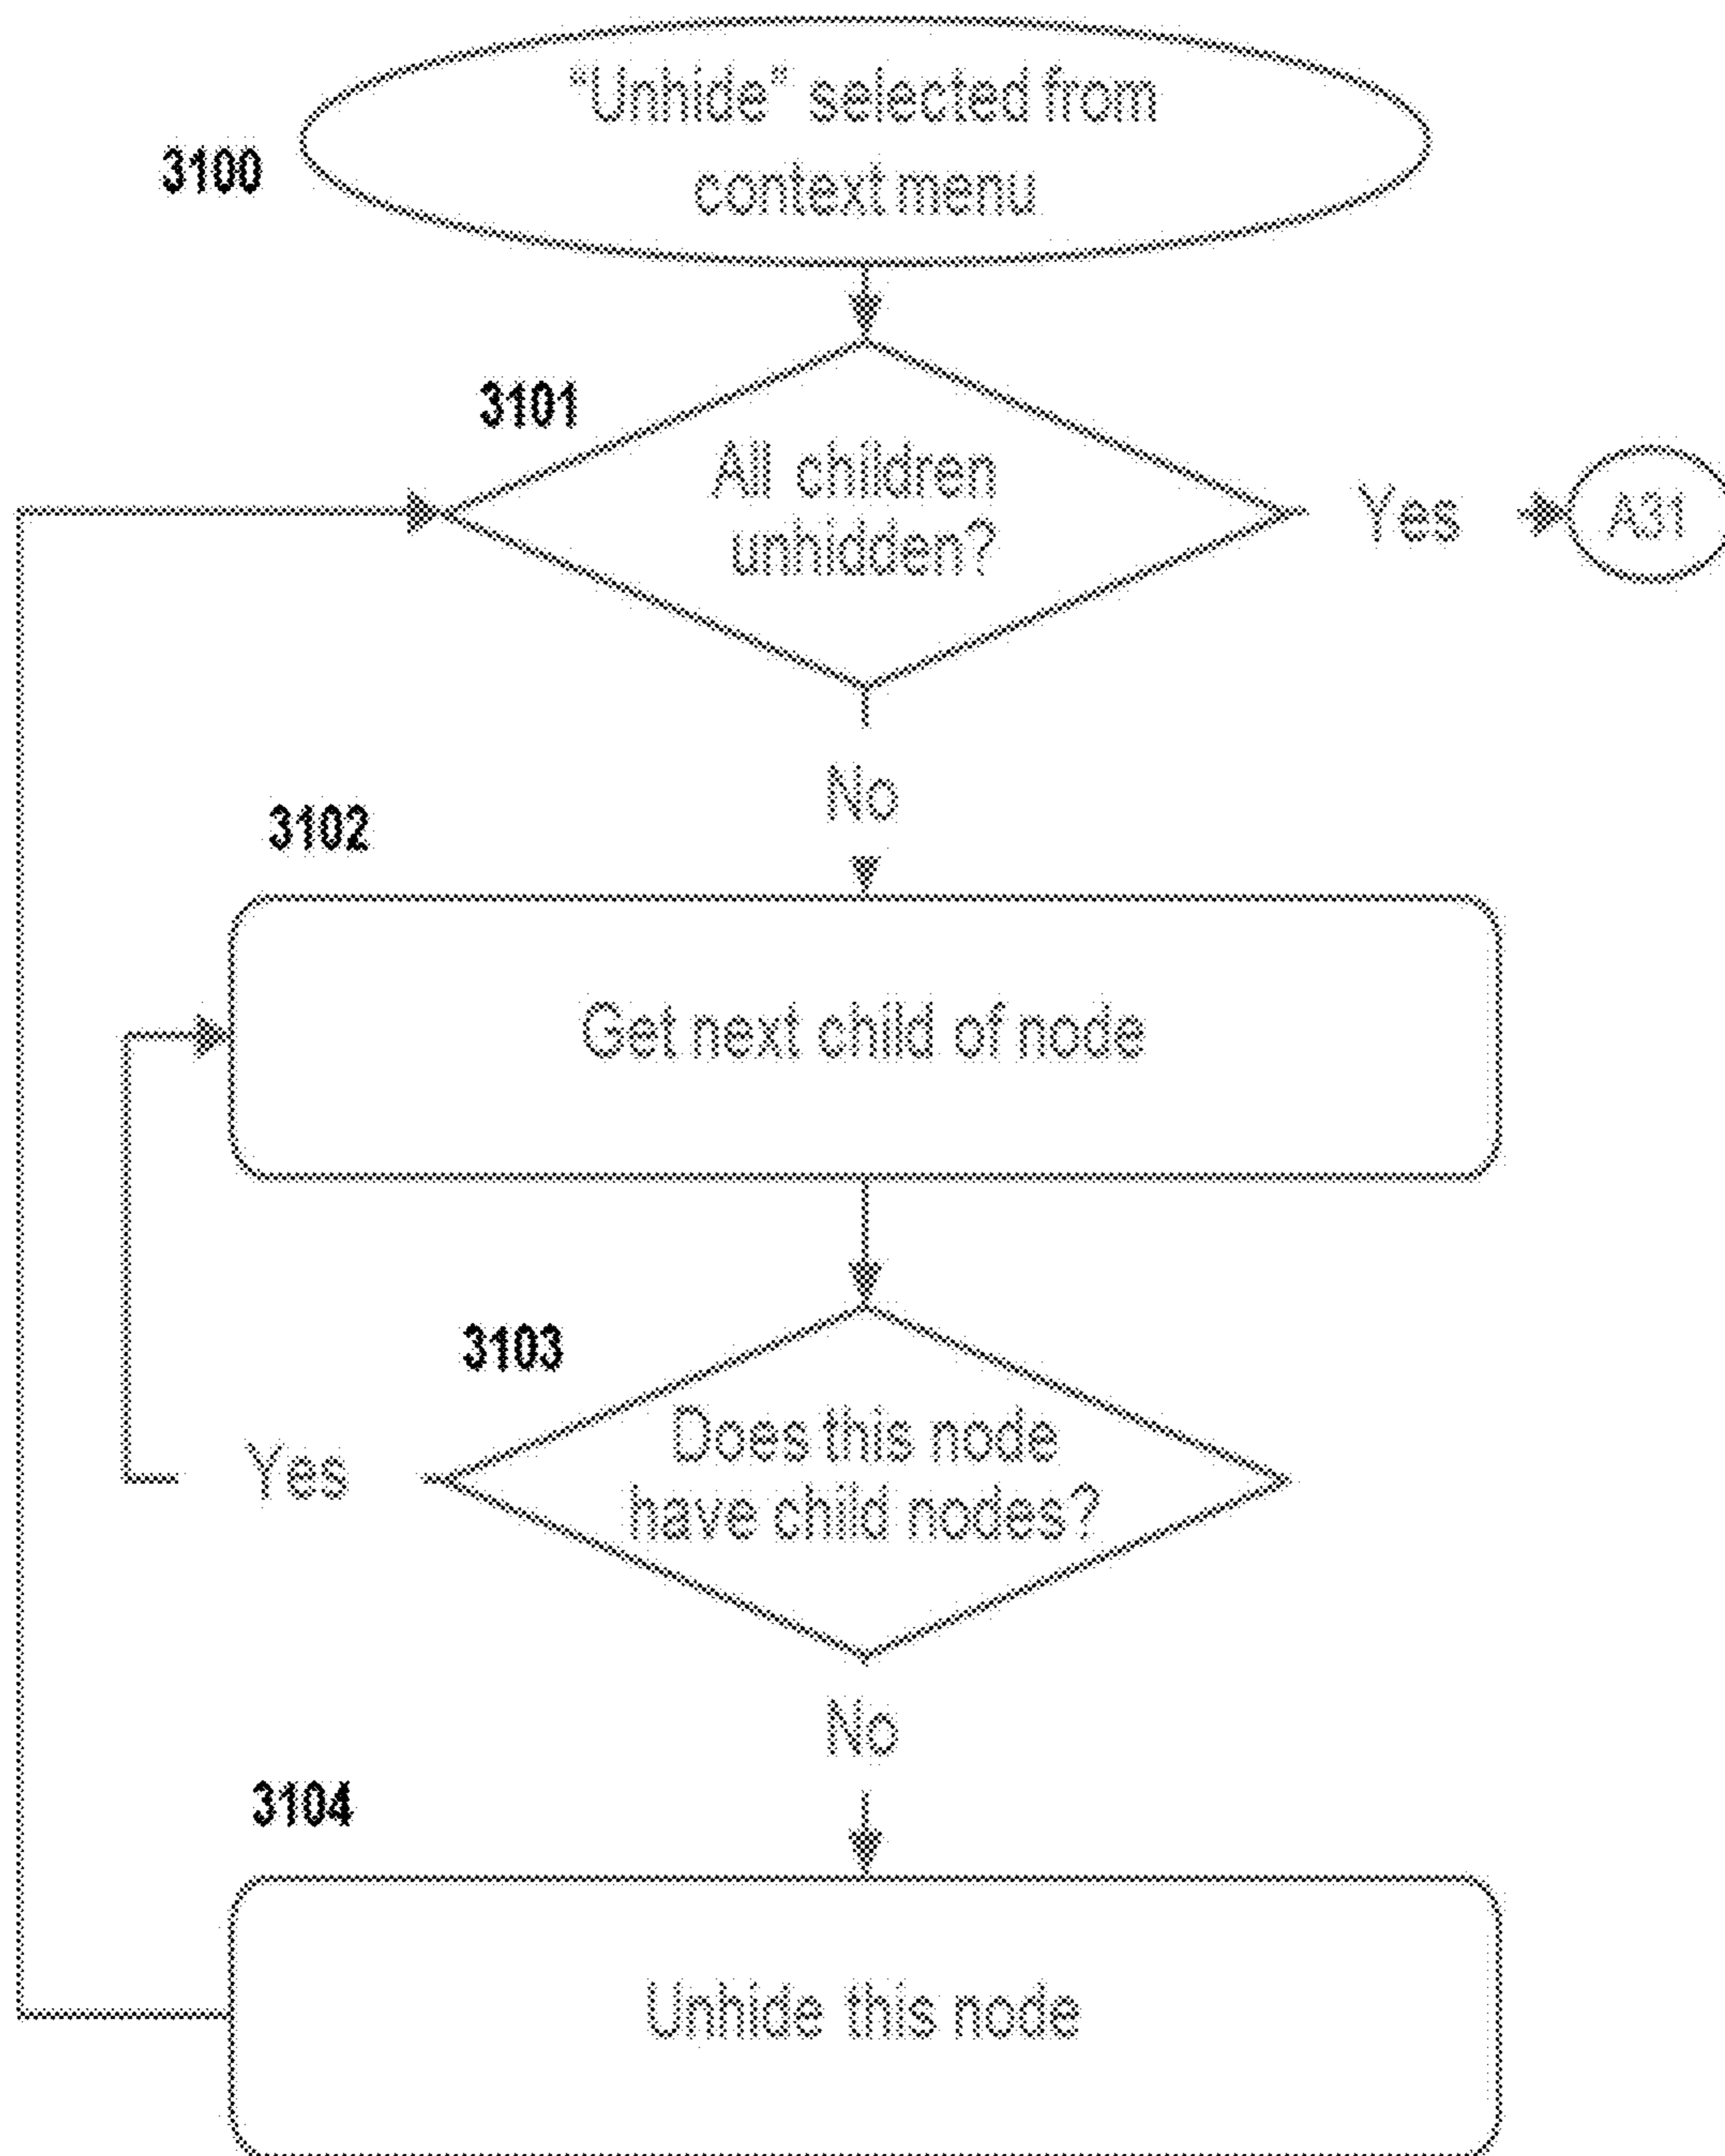 "Unhide" selected from
context menu
3100
3101
All children
unhidden?
Yes
A31
No
3102
Get next child of node
3103
Does this node
have child nodes?
Yes
No
3104
Unhide this node